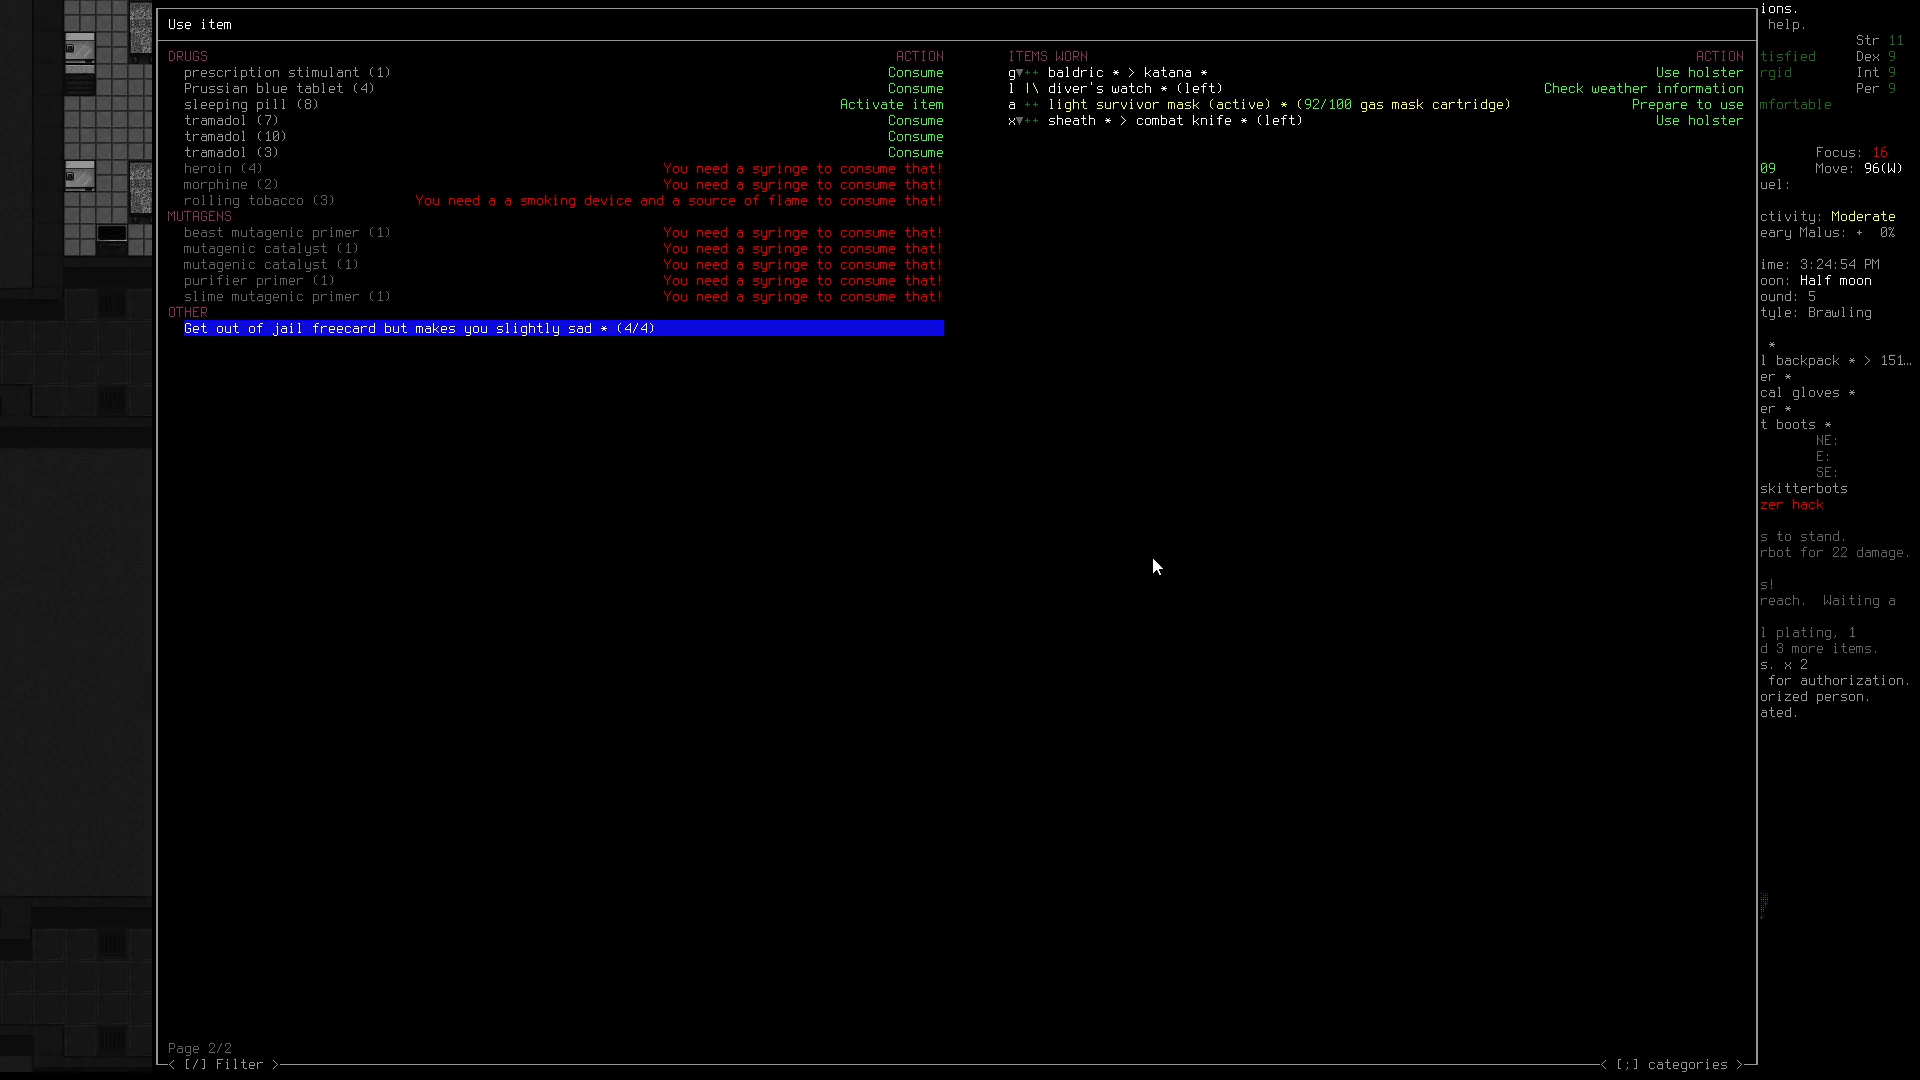 Use item
DRUGS ACTION
prescription stimulant (1) Consume
Prussian blue tablet (4) Consume
sleeping pill (8) Activate item
tramadol (7) Consume
tramadol (10) Consume
tramadol (3) Consume
heroin (4) You need a syringe to consume that!
morphine (2) You need a syringe to consume that!
rolling tobacco (3) You need a a smoking device and a source of flame to consume that!
MUTAGENS
beast mutagenic primer (1) You need a syringe to consume that!
mutagenic catalyst (1) You need a syringe to consume that!
mutagenic catalyst (1) You need a syringe to consume that!
purifier primer (1) You need a syringe to consume that!
slime mutagenic primer (1) You need a syringe to consume that!
OTHER
Get out of jail freecard but makes you slightly sad * (4/4)
ITEMS WORN ACTION
g▼++ baldric * > katana * Use holster
l |\ diver's watch * (left) Check weather information
a ++ light survivor mask (active) * (92/100 gas mask cartridge) Prepare to use
x▼++ sheath * > combat knife * (left) Use holster
Page 2/2
< [/] Filter >
< [;] categories >
ions.
help.
Str 11
tisfied Dex 9
rgid Int 9
Per 9
mfortable
Focus: 16
09 Move: 96(W)
uel:
ctivity: Moderate
eary Malus: + 0%
ime: 3:24:54 PM
oon: Half moon
ound: 5
tyle: Brawling
*
l backpack * > 151…
er *
cal gloves *
er *
t boots *
NE:
E:
SE:
skitterbots
zer hack
s to stand.
rbot for 22 damage.
s!
reach. Waiting a
l plating, 1
d 3 more items.
s. x 2
for authorization.
orized person.
ated.